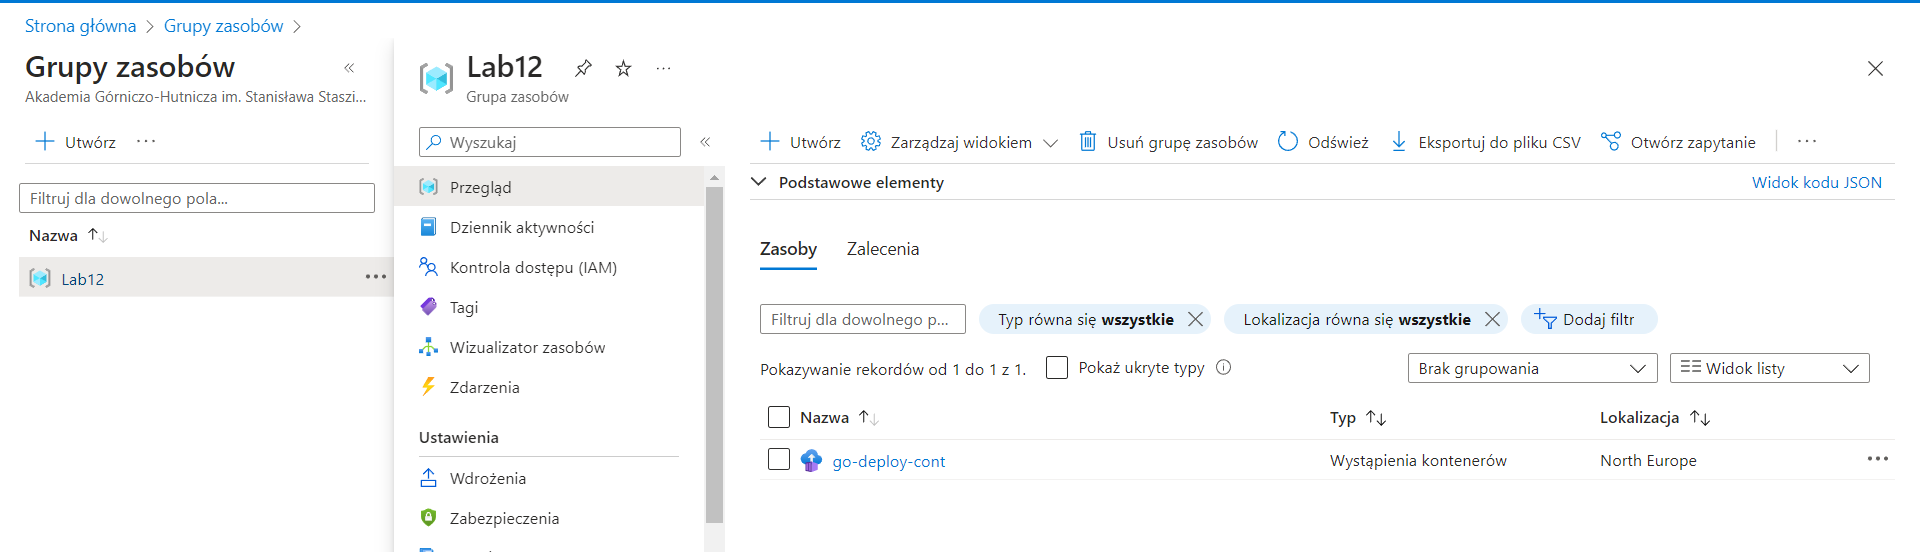 Strona główna > Grupy zasobów >
Grupy zasobów
Akademia Górniczo-Hutnicza im. Stanisława Staszi...
Utwórz
Filtruj dla dowolnego pola...
Nazwa
Lab12
Lab12
Grupa zasobów
Wyszukaj
Przegląd
Dziennik aktywności
Kontrola dostępu (IAM)
Tagi
Wizualizator zasobów
Zdarzenia
Ustawienia
Wdrożenia
Zabezpieczenia
Utwórz Zarządzaj widokiem Usuń grupę zasobów Odśwież Eksportuj do pliku CSV Otwórz zapytanie
Podstawowe elementy Widok kodu JSON
Zasoby Zalecenia
Filtruj dla dowolnego p... Typ równa się wszystkie Lokalizacja równa się wszystkie Dodaj filtr
Pokazywanie rekordów od 1 do 1 z 1. Pokaż ukryte typy Brak grupowania Widok listy
Nazwa Typ Lokalizacja
go-deploy-cont Wystąpienia kontenerów North Europe